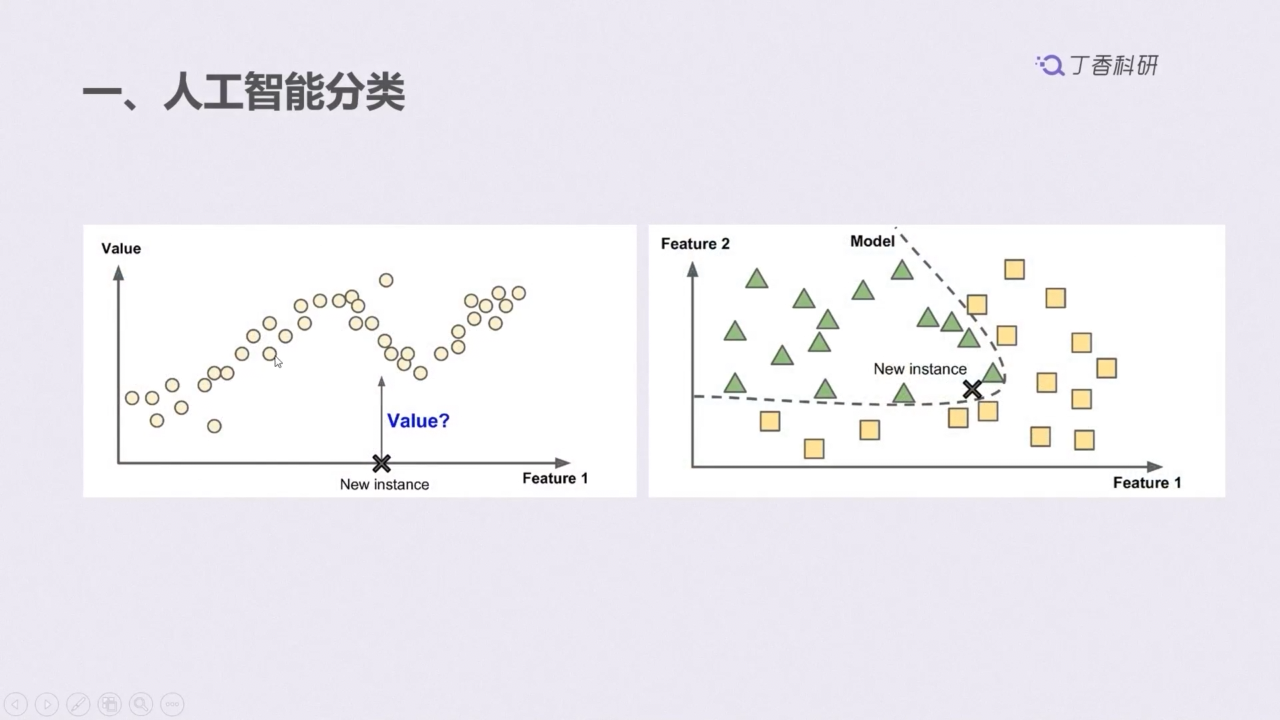 一、人工智能分类
丁香科研
Value
Value?
New instance
Feature 1
Feature 2
Model
New instance
Feature 1